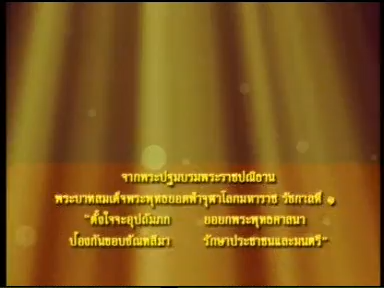 จากพระปฐมบรมพระราชปณิธาน
พระบาทสมเด็จพระพุทธยอดฟ้าจุฬาโลกมหาราช รัชกาลที่ ๑
"ตั้งใจจะอุปถัมภก ยอยกพระพุทธศาสนา
ป้องกันขอบขัณฑสีมา รักษาประชาชนและมนตรี"